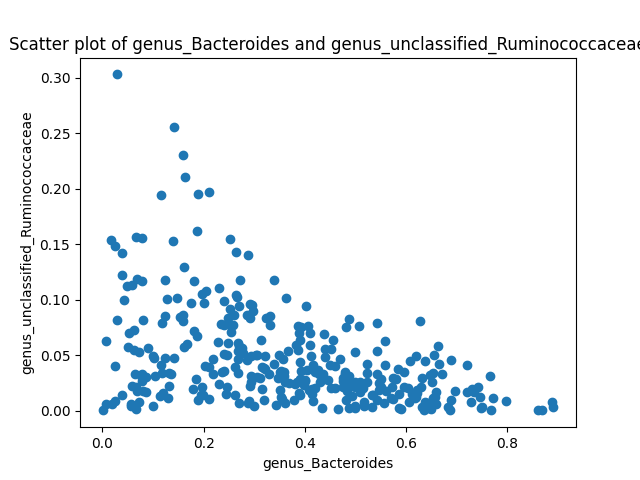 Scatter plot of genus_Bacteroides and genus_unclassified_Ruminococcaceae
0.30
0.25
0.20
0.15
0.10
0.05
0.00
genus_unclassified_Ruminococcaceae
0.0 0.2 0.4 0.6 0.8
genus_Bacteroides